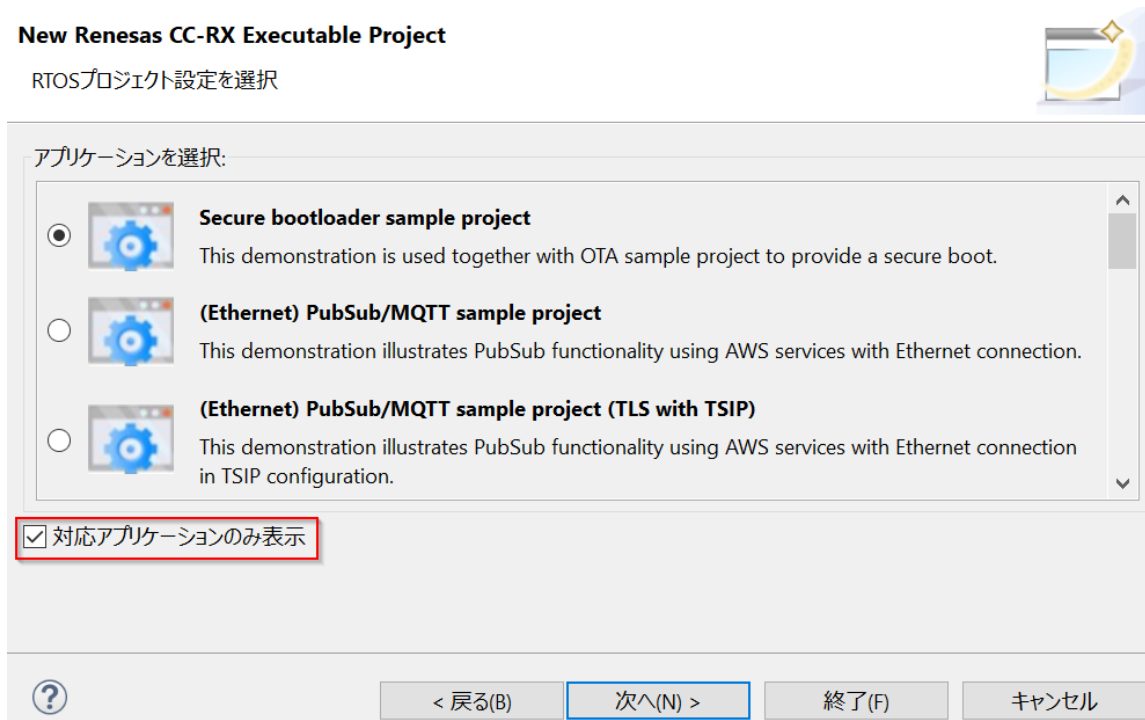 New Renesas CC-RX Executable Project
RTOSプロジェクト設定を選択
アプリケーションを選択:
Secure bootloader sample project
This demonstration is used together with OTA sample project to provide a secure boot.
(Ethernet) PubSub/MQTT sample project
This demonstration illustrates PubSub functionality using AWS services with Ethernet connection.
(Ethernet) PubSub/MQTT sample project (TLS with TSIP)
This demonstration illustrates PubSub functionality using AWS services with Ethernet connection
in TSIP configuration.
対応アプリケーションのみ表示
?
< 戻る(B)
次へ(N) >
終了(F)
キャンセル